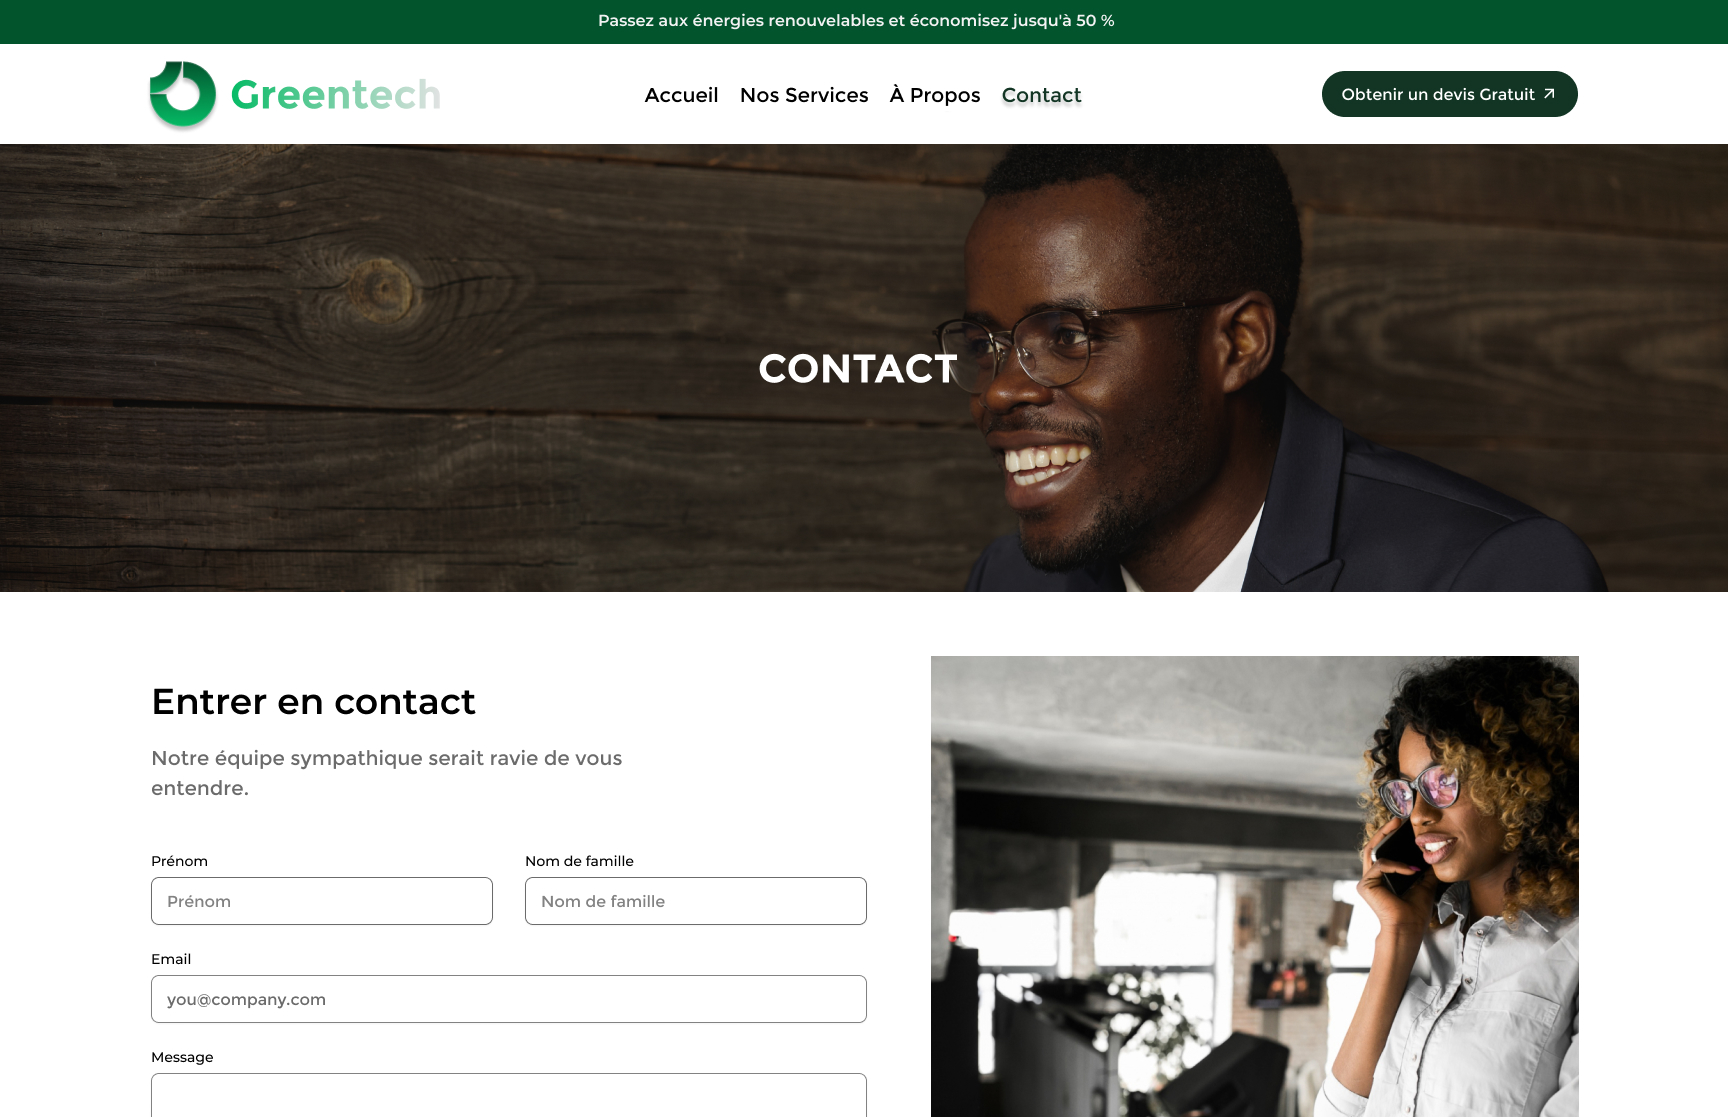 Passez aux énergies renouvelables et économisez jusqu'à 50 %
Greentech
Accueil
Nos Services
À Propos
Contact
Obtenir un devis Gratuit
CONTACT
Entrer en contact
Notre équipe sympathique serait ravie de vous
entendre.
Prénom
Nom de famille
Prénom
Nom de famille
Email
you@company.com
Message